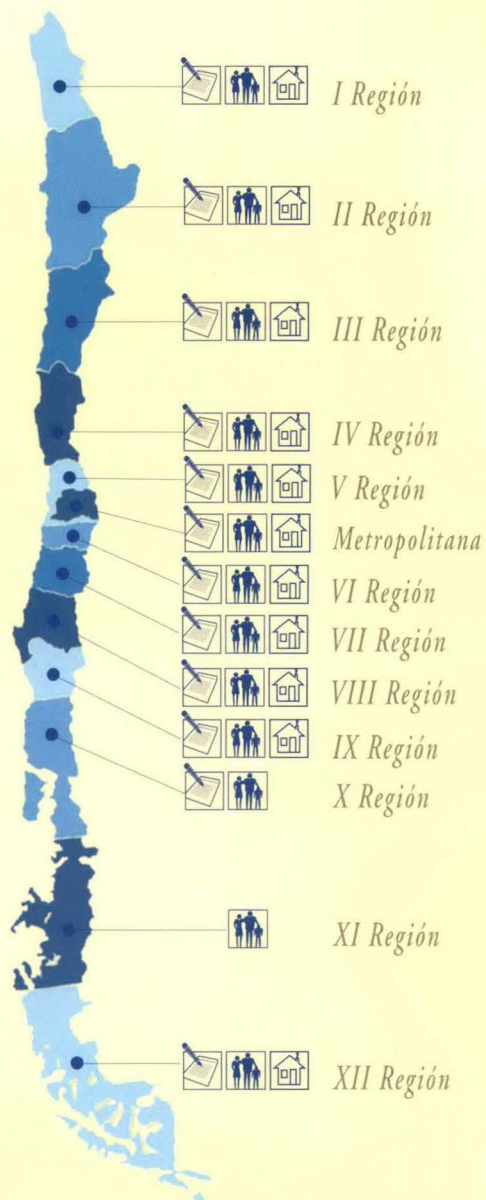 I Región
II Región
III Región
IV Región
V Región
Metropolitana
VI Región
VII Región
VIII Región
IX Región
X Región
XI Región
XII Región